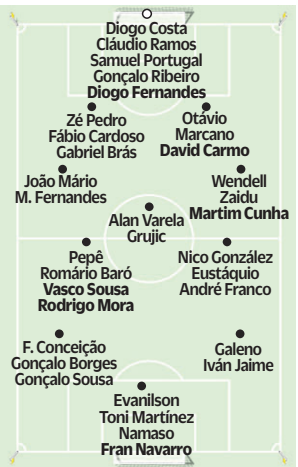 Diogo Costa
Cláudio Ramos
Samuel Portugal
Gonçalo Ribeiro
Diogo Fernandes
Zé Pedro
Fábio Cardoso
Gabriel Brás
Otávio
Marcano
David Carmo
João Mário
M. Fernandes
Wendell
Zaidu
Martim Cunha
Alan Varela
Grujic
Pepê
Romário Baró
Vasco Sousa
Rodrigo Mora
Nico González
Eustáquio
André Franco
F. Conceição
Gonçalo Borges
Gonçalo Sousa
Galeno
Iván Jaime
Evanilson
Toni Martínez
Namaso
Fran Navarro